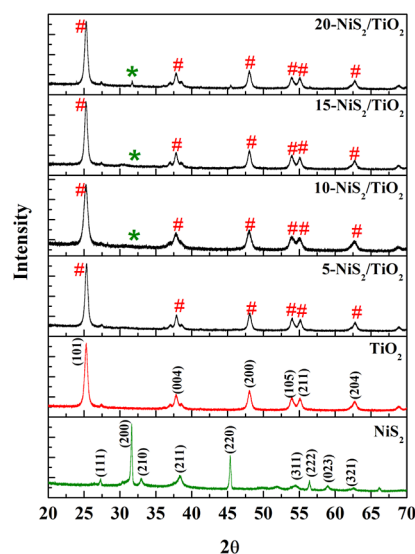 20-NiS2/TiO2
# * # # # # #
15-NiS2/TiO2
# * # # # # #
10-NiS2/TiO2
# * # # # # #
5-NiS2/TiO2
# # # # # #
TiO2
(101) (004) (200) (105) (211) (204)
NiS2
(111) (200) (210) (211) (220) (311) (222) (023) (321)
20 25 30 35 40 45 50 55 60 65 70
2θ
Intensity